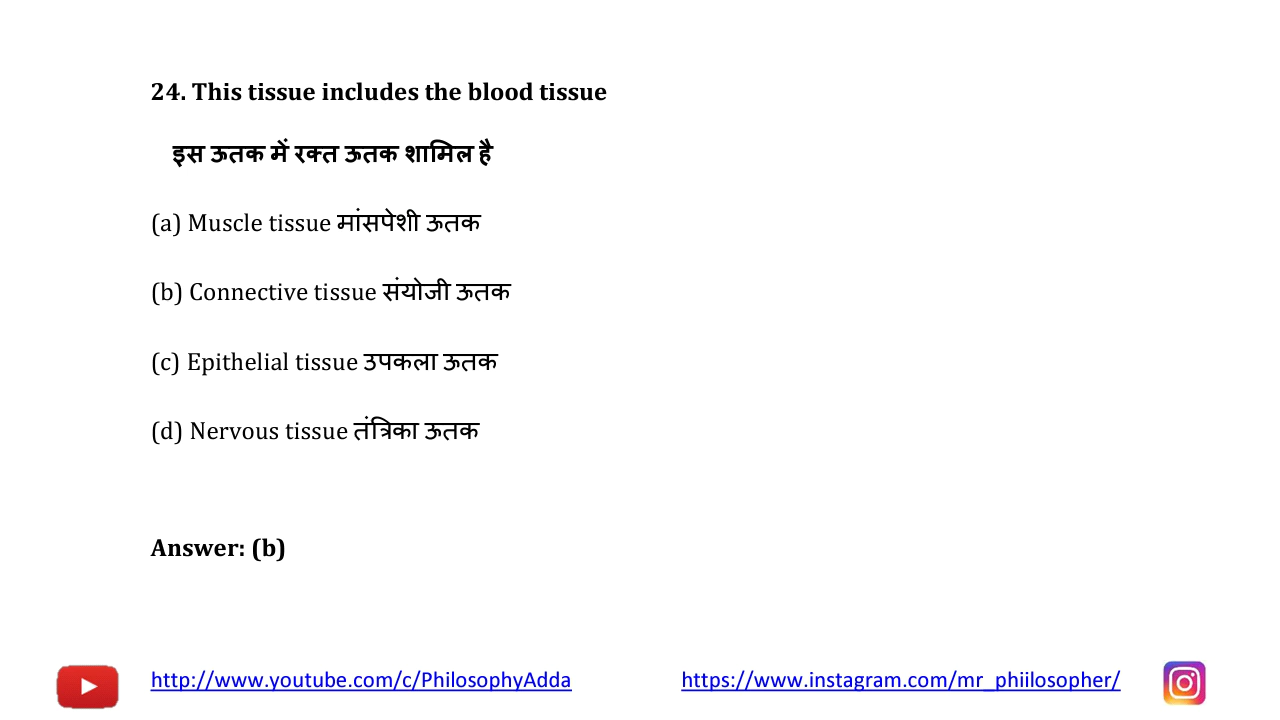 24. This tissue includes the blood tissue
इस ऊतक में रक्त ऊतक शामिल है
(a) Muscle tissue मांसपेशी ऊतक
(b) Connective tissue संयोजी ऊतक
(c) Epithelial tissue उपकला ऊतक
(d) Nervous tissue तंत्रिका ऊतक
Answer: (b)
http://www.youtube.com/c/PhilosophyAdda https://www.instagram.com/mr_phiilosopher/